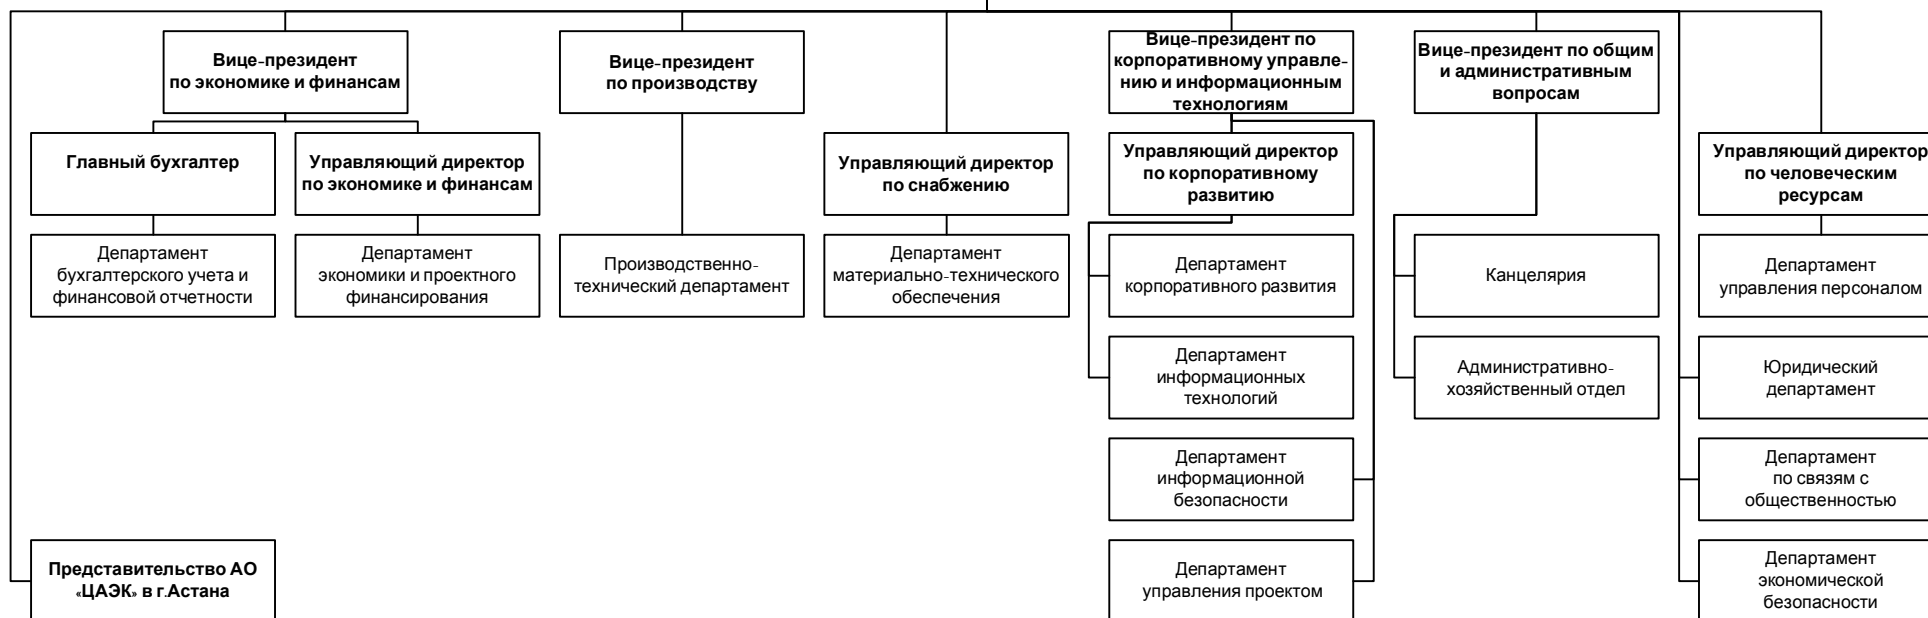 Вице-президент
по экономике и финансам
Вице-президент
по производству
Вице-президент по
корпоративному управле-
нию и информационным
технологиям
Вице-президент по общим
и административным
вопросам
Главный бухгалтер
Управляющий директор
по экономике и финансам
Управляющий директор
по снабжению
Управляющий директор
по корпоративному
развитию
Управляющий директор
по человеческим
ресурсам
Департамент
бухгалтерского учета и
финансовой отчетности
Департамент
экономики и проектного
финансирования
Производственно-
технический департамент
Департамент
материально-технического
обеспечения
Департамент
корпоративного развития
Канцелярия
Департамент
управления персоналом
Департамент
информационных
технологий
Административно-
хозяйственный отдел
Юридический
департамент
Департамент
информационной
безопасности
Департамент
по связям с
общественностью
Представительство АО
«ЦАЭК» в г.Астана
Департамент
управления проектом
Департамент
экономической
безопасности